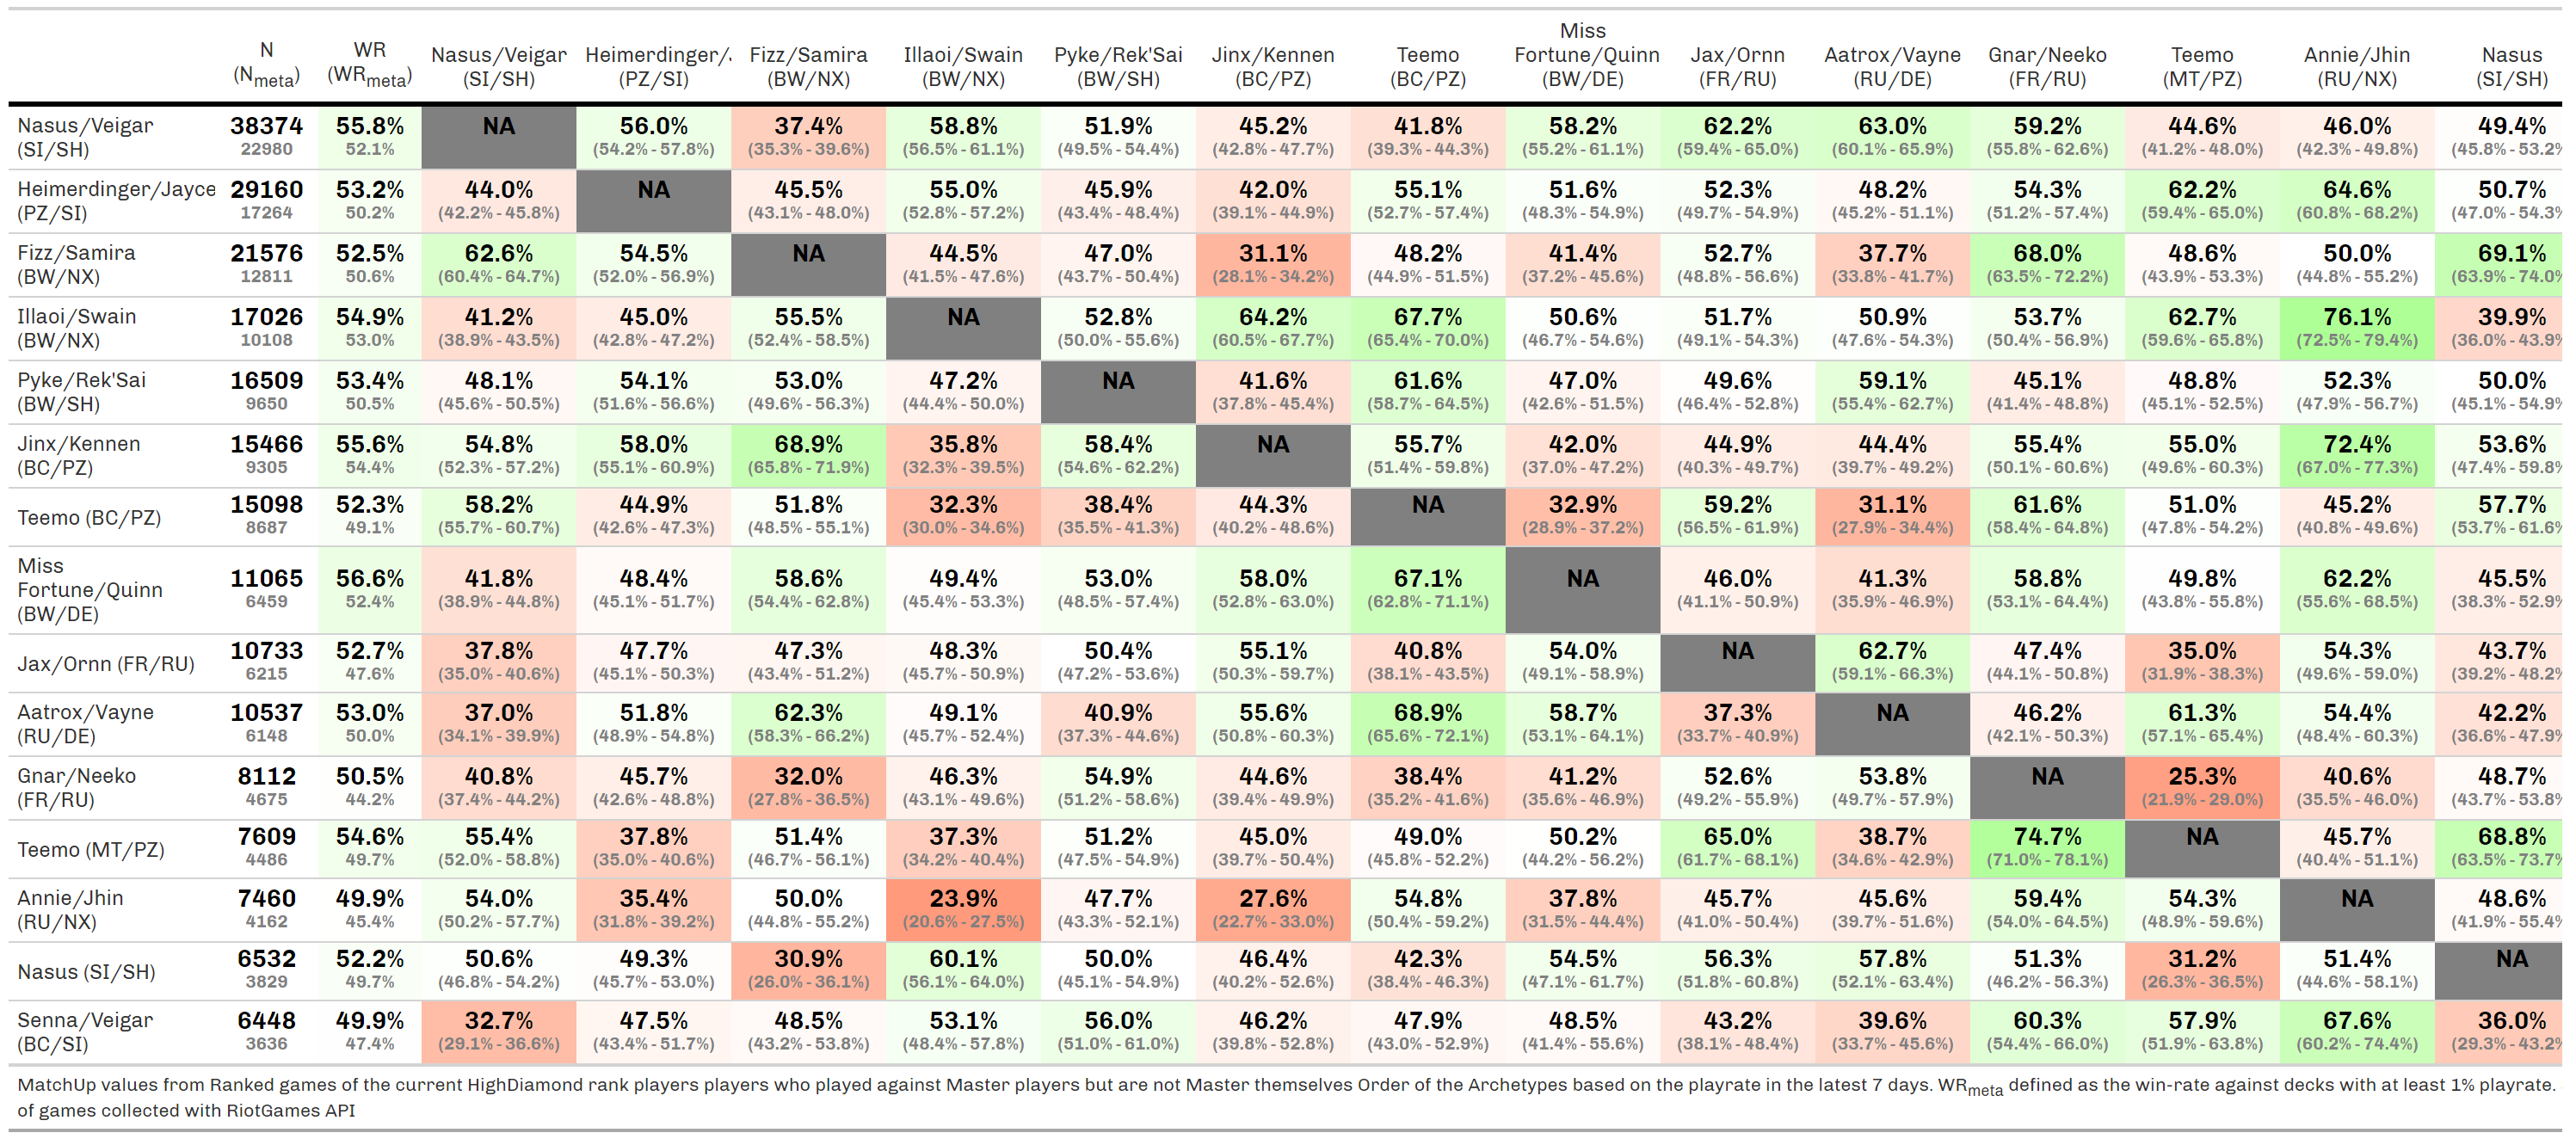 N (N_meta) WR (WR_meta) Nasus/Veigar (SI/SH) Heimerdinger/ (PZ/SI) Fizz/Samira (BW/NX) Illaoi/Swain (BW/NX) Pyke/Rek'Sai (BW/SH) Jinx/Kennen (BC/PZ) Teemo (BC/PZ) Miss Fortune/Quinn (BW/DE) Jax/Ornn (FR/RU) Aatrox/Vayne (RU/DE) Gnar/Neeko (FR/RU) Teemo (MT/PZ) Annie/Jhin (RU/NX) Nasus (SI/SH)
Nasus/Veigar 38374 55.8% NA 56.0% 37.4% 58.8% 51.9% 45.2% 41.8% 58.2% 62.2% 63.0% 59.2% 44.6% 46.0% 49.4%
(SI/SH) 22980 52.1% (54.2% - 57.8%) (35.3% - 39.6%) (56.5% - 61.1%) (49.5% - 54.4%) (42.8% - 47.7%) (39.3% - 44.3%) (55.2% - 61.1%) (59.4% - 65.0%) (60.1% - 65.9%) (55.8% - 62.6%) (41.2% - 48.0%) (42.3% - 49.8%) (45.8% - 53.2%
Heimerdinger/Jayce 29160 53.2% 44.0% NA 45.5% 55.0% 45.9% 42.0% 55.1% 51.6% 52.3% 48.2% 54.3% 62.2% 64.6% 50.7%
(PZ/SI) 17264 50.2% (42.2% - 45.8%) (43.1% - 48.0%) (52.8% - 57.2%) (43.4% - 48.4%) (39.1% - 44.9%) (52.7% - 57.4%) (48.3% - 54.9%) (49.7% - 54.9%) (45.2% - 51.1%) (51.2% - 57.4%) (59.4% - 65.0%) (60.8% - 68.2%) (47.0% - 54.3%
Fizz/Samira 21576 52.5% 62.6% 54.5% NA 44.5% 47.0% 31.1% 48.2% 41.4% 52.7% 37.7% 68.0% 48.6% 50.0% 69.1%
(BW/NX) 12811 50.6% (60.4% - 64.7%) (52.0% - 56.9%) (41.5% - 47.6%) (43.7% - 50.4%) (28.1% - 34.2%) (44.9% - 51.5%) (37.2% - 45.6%) (48.8% - 56.6%) (33.8% - 41.7%) (63.5% - 72.2%) (43.9% - 53.3%) (44.8% - 55.2%) (63.9% - 74.0%
Illaoi/Swain 17026 54.9% 41.2% 45.0% 55.5% NA 52.8% 64.2% 67.7% 50.6% 51.7% 50.9% 53.7% 62.7% 76.1% 39.9%
(BW/NX) 10108 53.0% (38.9% - 43.5%) (42.8% - 47.2%) (52.4% - 58.5%) (50.0% - 55.6%) (60.5% - 67.7%) (65.4% - 70.0%) (46.7% - 54.6%) (49.1% - 54.3%) (47.6% - 54.3%) (50.4% - 56.9%) (59.6% - 65.8%) (72.5% - 79.4%) (36.0% - 43.9%
Pyke/Rek'Sai 16509 53.4% 48.1% 54.1% 53.0% 47.2% NA 41.6% 61.6% 47.0% 49.6% 59.1% 45.1% 48.8% 52.3% 50.0%
(BW/SH) 9650 50.5% (45.6% - 50.5%) (51.6% - 56.6%) (49.6% - 56.3%) (44.4% - 50.0%) (37.8% - 45.4%) (58.7% - 64.5%) (42.6% - 51.5%) (46.4% - 52.8%) (55.4% - 62.7%) (41.4% - 48.8%) (45.1% - 52.5%) (47.9% - 56.7%) (45.1% - 54.9%
Jinx/Kennen 15466 55.6% 54.8% 58.0% 68.9% 35.8% 58.4% NA 55.7% 42.0% 44.9% 44.4% 55.4% 55.0% 72.4% 53.6%
(BC/PZ) 9305 54.4% (52.3% - 57.2%) (55.1% - 60.9%) (65.8% - 71.9%) (32.3% - 39.5%) (54.6% - 62.2%) (51.4% - 59.8%) (37.0% - 47.2%) (40.3% - 49.7%) (39.7% - 49.2%) (50.1% - 60.6%) (49.6% - 60.3%) (67.0% - 77.3%) (47.4% - 59.8%
Teemo (BC/PZ) 15098 52.3% 58.2% 44.9% 51.8% 32.3% 38.4% 44.3% NA 32.9% 59.2% 31.1% 61.6% 51.0% 45.2% 57.7%
8687 49.1% (55.7% - 60.7%) (42.6% - 47.3%) (48.5% - 55.1%) (30.0% - 34.6%) (35.5% - 41.3%) (40.2% - 48.6%) (28.9% - 37.2%) (56.5% - 61.9%) (27.9% - 34.4%) (58.4% - 64.8%) (47.8% - 54.2%) (40.8% - 49.6%) (53.7% - 61.6%
Miss Fortune/Quinn 11065 56.6% 41.8% 48.4% 58.6% 49.4% 53.0% 58.0% 67.1% NA 46.0% 41.3% 58.8% 49.8% 62.2% 45.5%
(BW/DE) 6459 52.4% (38.9% - 44.8%) (45.1% - 51.7%) (54.4% - 62.8%) (45.4% - 53.3%) (48.5% - 57.4%) (52.8% - 63.0%) (62.8% - 71.1%) (41.1% - 50.9%) (35.9% - 46.9%) (53.1% - 64.4%) (43.8% - 55.8%) (55.6% - 68.5%) (38.3% - 52.9%
Jax/Ornn (FR/RU) 10733 52.7% 37.8% 47.7% 47.3% 48.3% 50.4% 55.1% 40.8% 54.0% NA 62.7% 47.4% 35.0% 54.3% 43.7%
6215 47.6% (35.0% - 40.6%) (45.1% - 50.3%) (43.4% - 51.2%) (45.7% - 50.9%) (47.2% - 53.6%) (50.3% - 59.7%) (38.1% - 43.5%) (49.1% - 58.9%) (59.1% - 66.3%) (44.1% - 50.8%) (31.9% - 38.3%) (49.6% - 59.0%) (39.2% - 48.2%
Aatrox/Vayne 10537 53.0% 37.0% 51.8% 62.3% 49.1% 40.9% 55.6% 68.9% 58.7% 37.3% NA 46.2% 61.3% 54.4% 42.2%
(RU/DE) 6148 50.0% (34.1% - 39.9%) (48.9% - 54.8%) (58.3% - 66.2%) (45.7% - 52.4%) (37.3% - 44.6%) (50.8% - 60.3%) (65.6% - 72.1%) (53.1% - 64.1%) (33.7% - 40.9%) (42.1% - 50.3%) (57.1% - 65.4%) (48.4% - 60.3%) (36.6% - 47.9%
Gnar/Neeko 8112 50.5% 40.8% 45.7% 32.0% 46.3% 54.9% 44.6% 38.4% 41.2% 52.6% 53.8% NA 25.3% 40.6% 48.7%
(FR/RU) 4675 44.2% (37.4% - 44.2%) (42.6% - 48.8%) (27.8% - 36.5%) (43.1% - 49.6%) (51.2% - 58.6%) (39.4% - 49.9%) (35.2% - 41.6%) (35.6% - 46.9%) (49.2% - 55.9%) (49.7% - 57.9%) (21.9% - 29.0%) (35.5% - 46.0%) (43.7% - 53.8%
Teemo (MT/PZ) 7609 54.6% 55.4% 37.8% 51.4% 37.3% 51.2% 45.0% 49.0% 50.2% 65.0% 38.7% 74.7% NA 45.7% 68.8%
4486 49.7% (52.0% - 58.8%) (35.0% - 40.6%) (46.7% - 56.1%) (34.2% - 40.4%) (47.5% - 54.9%) (39.7% - 50.4%) (45.8% - 52.2%) (44.2% - 56.2%) (61.7% - 68.1%) (34.6% - 42.9%) (71.0% - 78.1%) (40.4% - 51.1%) (63.5% - 73.7%
Annie/Jhin 7460 49.9% 54.0% 35.4% 50.0% 23.9% 47.7% 27.6% 54.8% 37.8% 45.7% 45.6% 59.4% 54.3% NA 48.6%
(RU/NX) 4162 45.4% (50.2% - 57.7%) (31.8% - 39.2%) (44.8% - 55.2%) (20.6% - 27.5%) (43.3% - 52.1%) (22.7% - 33.0%) (50.4% - 59.2%) (31.5% - 44.4%) (41.0% - 50.4%) (39.7% - 51.6%) (54.0% - 64.5%) (48.9% - 59.6%) (41.9% - 55.4%
Nasus (SI/SH) 6532 52.2% 50.6% 49.3% 30.9% 60.1% 50.0% 46.4% 42.3% 54.5% 56.3% 57.8% 51.3% 31.2% 51.4% NA
3829 49.7% (46.8% - 54.2%) (45.7% - 53.0%) (26.0% - 36.1%) (56.1% - 64.0%) (45.1% - 54.9%) (40.2% - 52.6%) (38.4% - 46.3%) (47.1% - 61.7%) (51.8% - 60.8%) (52.1% - 63.4%) (46.2% - 56.3%) (26.3% - 36.5%) (44.6% - 58.1%)
Senna/Veigar 6448 49.9% 32.7% 47.5% 48.5% 53.1% 56.0% 46.2% 47.9% 48.5% 43.2% 39.6% 60.3% 57.9% 67.6% 36.0%
(BC/SI) 3636 47.4% (29.1% - 36.6%) (43.4% - 51.7%) (43.2% - 53.8%) (48.4% - 57.8%) (51.0% - 61.0%) (39.8% - 52.8%) (43.0% - 52.9%) (41.4% - 55.6%) (38.1% - 48.4%) (33.7% - 45.6%) (54.4% - 66.0%) (51.9% - 63.8%) (60.2% - 74.4%) (29.3% - 43.2%
MatchUp values from Ranked games of the current HighDiamond rank players players who played against Master players but are not Master themselves Order of the Archetypes based on the playrate in the latest 7 days. WR_meta defined as the win-rate against decks with at least 1% playrate.
of games collected with RiotGames API